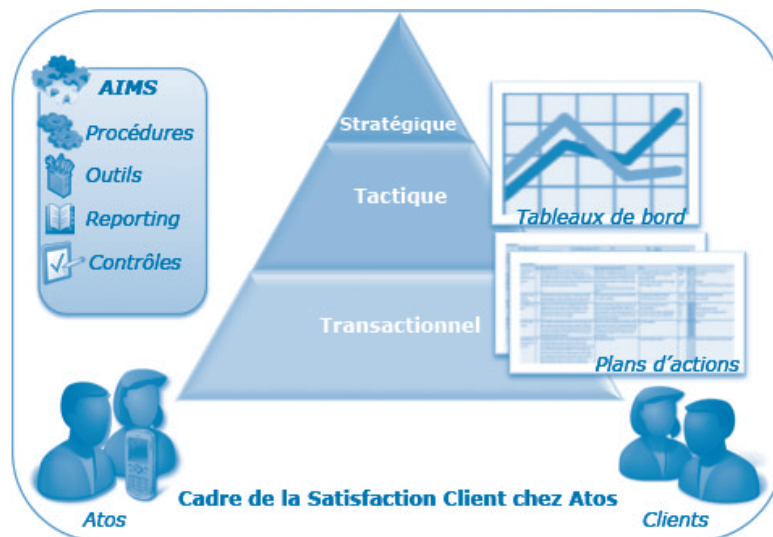 AIMS
Procédures
Outils
Reporting
Contrôles
Stratégique
Tactique
Transactionnel
Tableaux de bord
Plans d'actions
Atos
Cadre de la Satisfaction Client chez Atos
Clients